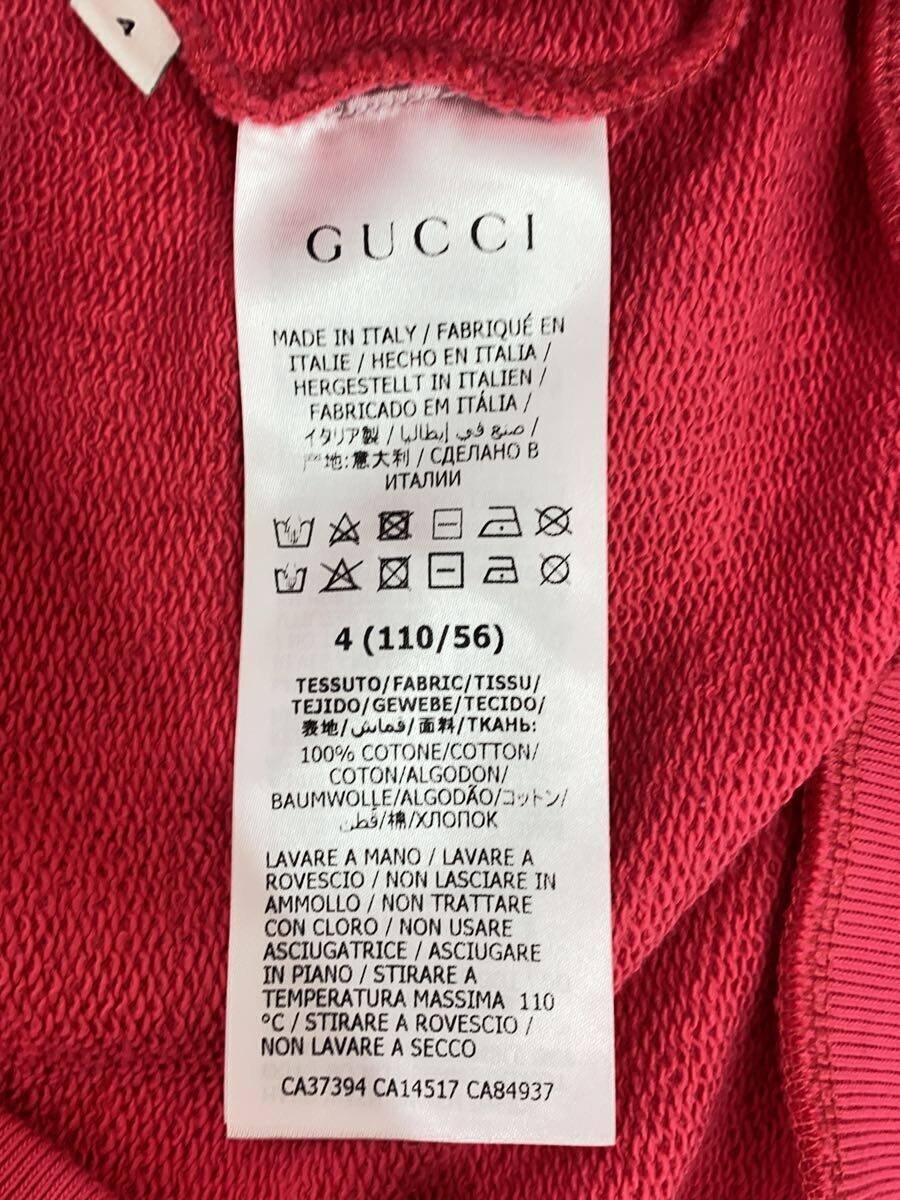 A
GUCCI
MADE IN ITALY / FABRIQUÉ EN
ITALIE / HECHO EN ITALIA /
HERGESTELLT IN ITALIEN /
FABRICADO EM ITÁLIA /
イタリア製 / صنع في إيطاليا /
产地:意大利 / СДЕЛАНО В
ИТАЛИИ
4 (110/56)
TESSUTO/FABRIC/TISSU/
TEJIDO/GEWEBE/TECIDO/
表地/قماش/面料/ТКАНЬ:
100% COTONE/COTTON/
COTON/ALGODON/
BAUMWOLLE/ALGODÃO/コットン/
قطن/棉/ХЛОПОК
LAVARE A MANO / LAVARE A
ROVESCIO / NON LASCIARE IN
AMMOLLO / NON TRATTARE
CON CLORO / NON USARE
ASCIUGATRICE / ASCIUGARE
IN PIANO / STIRARE A
TEMPERATURA MASSIMA 110
°C / STIRARE A ROVESCIO /
NON LAVARE A SECCO
CA37394 CA14517 CA84937